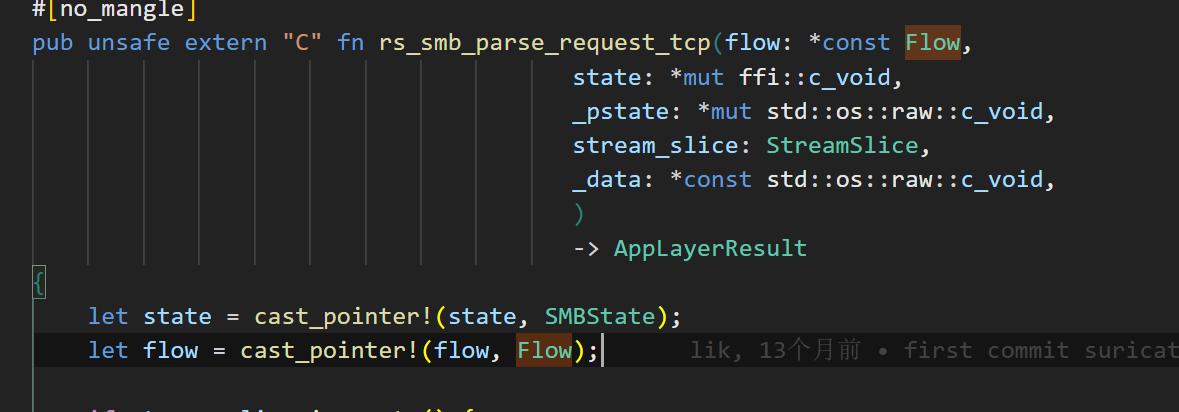 #[no_mangle]
pub unsafe extern "C" fn rs_smb_parse_request_tcp(flow: *const Flow,
state: *mut ffi::c_void,
_pstate: *mut std::os::raw::c_void,
stream_slice: StreamSlice,
_data: *const std::os::raw::c_void,
)
-> AppLayerResult
{
let state = cast_pointer!(state, SMBState);
let flow = cast_pointer!(flow, Flow); lik, 13个月前 • first commit suricat